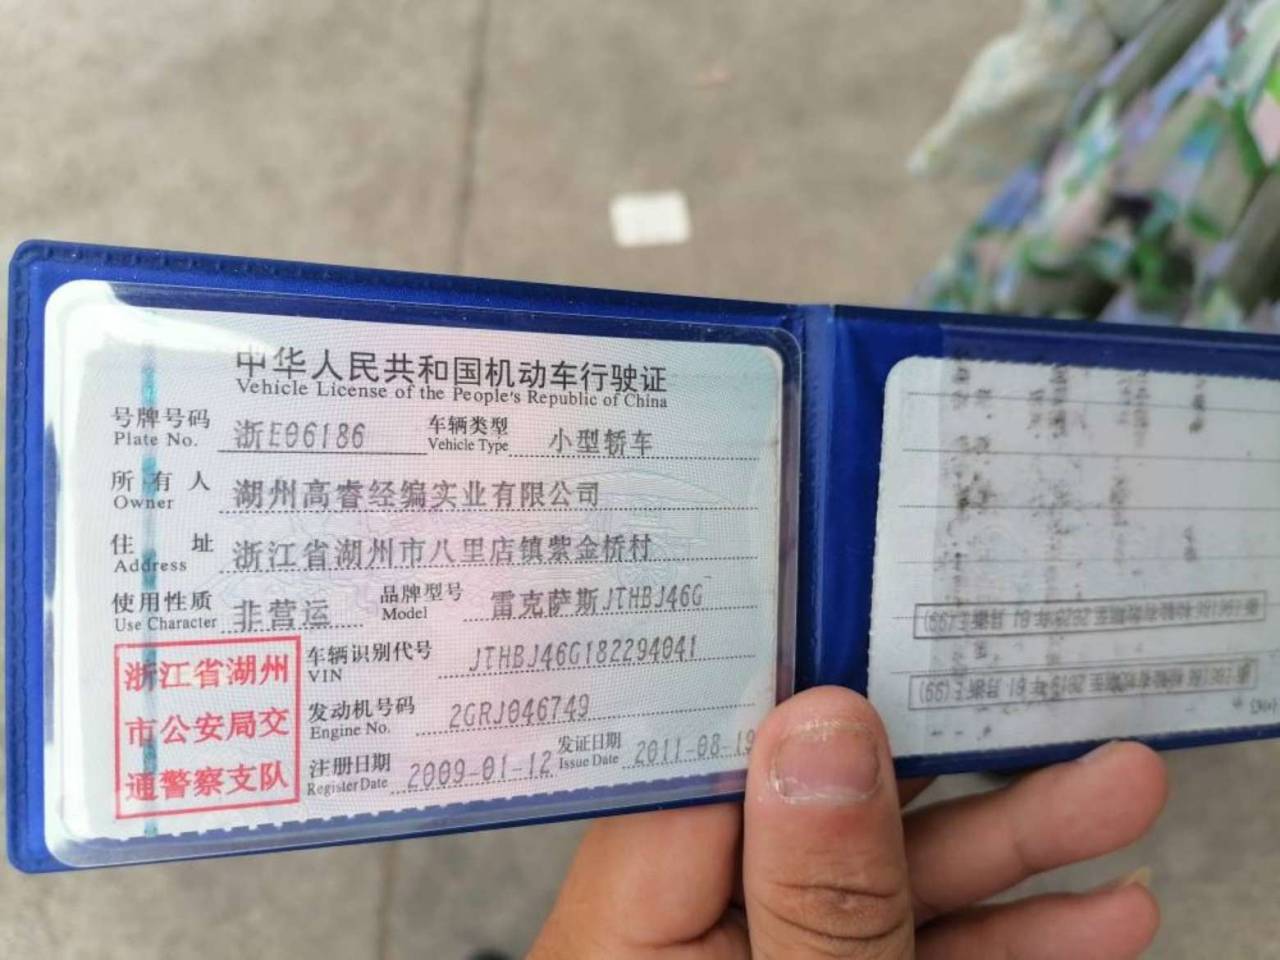 中华人民共和国机动车行驶证
Vehicle License of the People's Republic of China
号牌号码 浙E06186 车辆类型 小型轿车
Plate No. Vehicle Type
所有人 湖州高睿经编实业有限公司
Owner
住址 浙江省湖州市八里店镇紫金桥村
Address
使用性质 非营运 品牌型号 雷克萨斯JTHBJ46G
Use Character Model
浙江省湖州
市公安局交
通警察支队
车辆识别代号 JTHBJ46G182294041
VIN
发动机号码 2GRJ046749
Engine No.
注册日期 2009-01-12 发证日期 2011-08-19
Register Date Issue Date